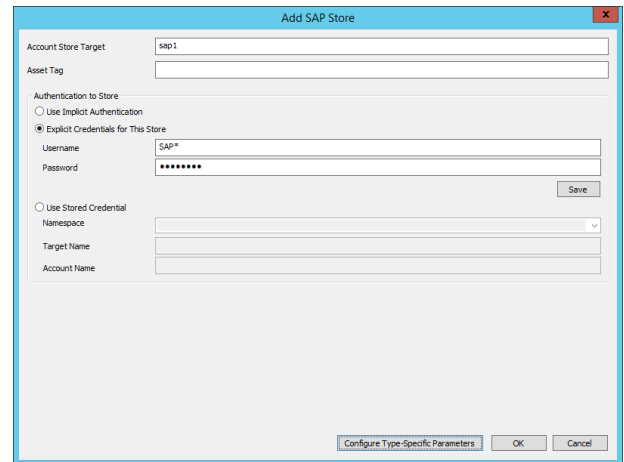 Add SAP Store
x
Account Store Target sap1
Asset Tag
Authentication to Store
Use Implicit Authentication
Explicit Credentials for This Store
Username SAP*
Password ••••••••
Save
Use Stored Credential
Namespace
Target Name
Account Name
Configure Type-Specific Parameters OK Cancel